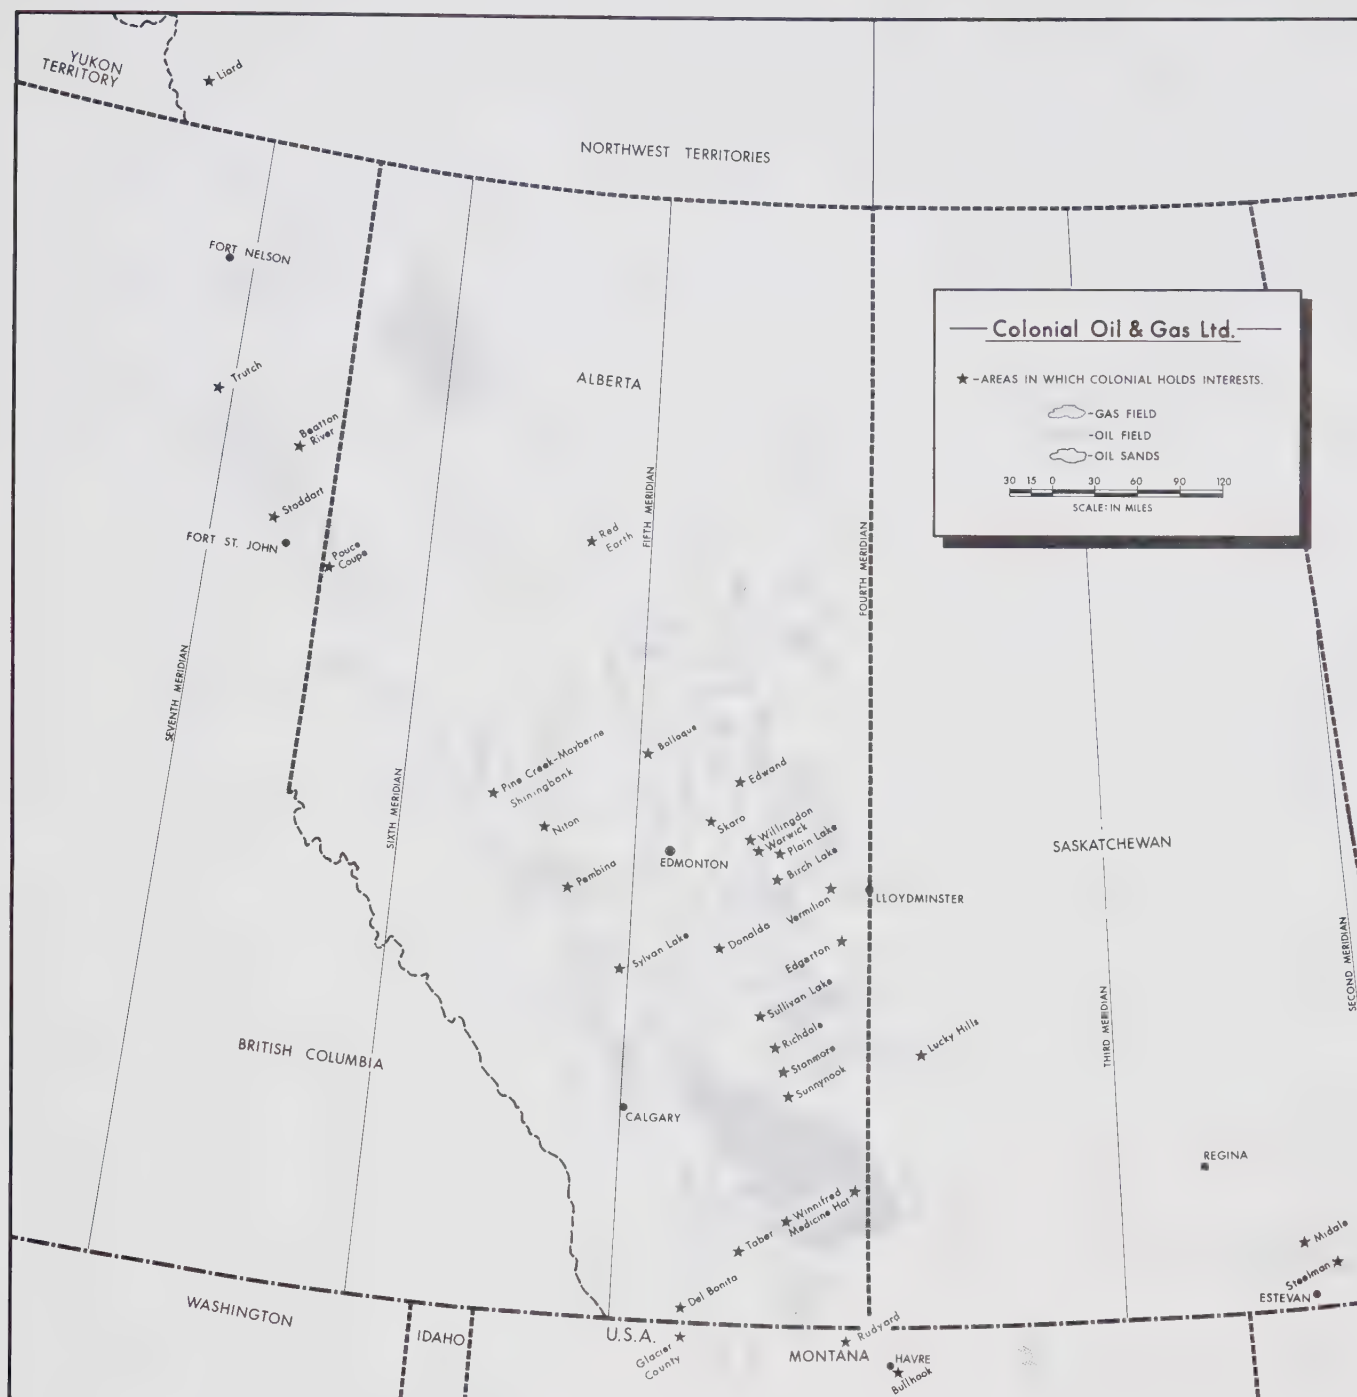 YUKON
TERRITORY
★ Liard
NORTHWEST TERRITORIES
FORT NELSON
★ Trutch
ALBERTA
Beatton
River
★ Stoddart
FORT ST. JOHN
Pouce
Coupe
★ Red
Earth
Colonial Oil & Gas Ltd.
★ -AREAS IN WHICH COLONIAL HOLDS INTERESTS.
-GAS FIELD
-OIL FIELD
-OIL SANDS
30 15 0 30 60 90 120
SCALE: IN MILES
SEVENTH MERIDIAN
SIXTH MERIDIAN
FIFTH MERIDIAN
FOURTH MERIDIAN
THIRD MERIDIAN
SECOND MERIDIAN
★ Pine Creek-Mayberne
Shiningbank
★ Bolloque
★ Edwand
★ Niton
★ Skaro
★ Willingdon
★ Warwick
★ Plain Lake
★ Birch Lake
EDMONTON
★ Pembina
Vermilion ★
LLOYDMINSTER
SASKATCHEWAN
★ Donalda
Edgerton ★
★ Sylvan Lake
★ Sullivan Lake
★ Richdale
★ Stanmore
★ Sunnynook
★ Lucky Hills
BRITISH COLUMBIA
CALGARY
REGINA
★ Winnifred
Medicine Hat ★
★ Taber
★ Del Bonita
★ Midale
Steelman ★
ESTEVAN
WASHINGTON
IDAHO
U.S.A.
Glacier
County
MONTANA
★ Rudyard
HAVRE
Bullhook